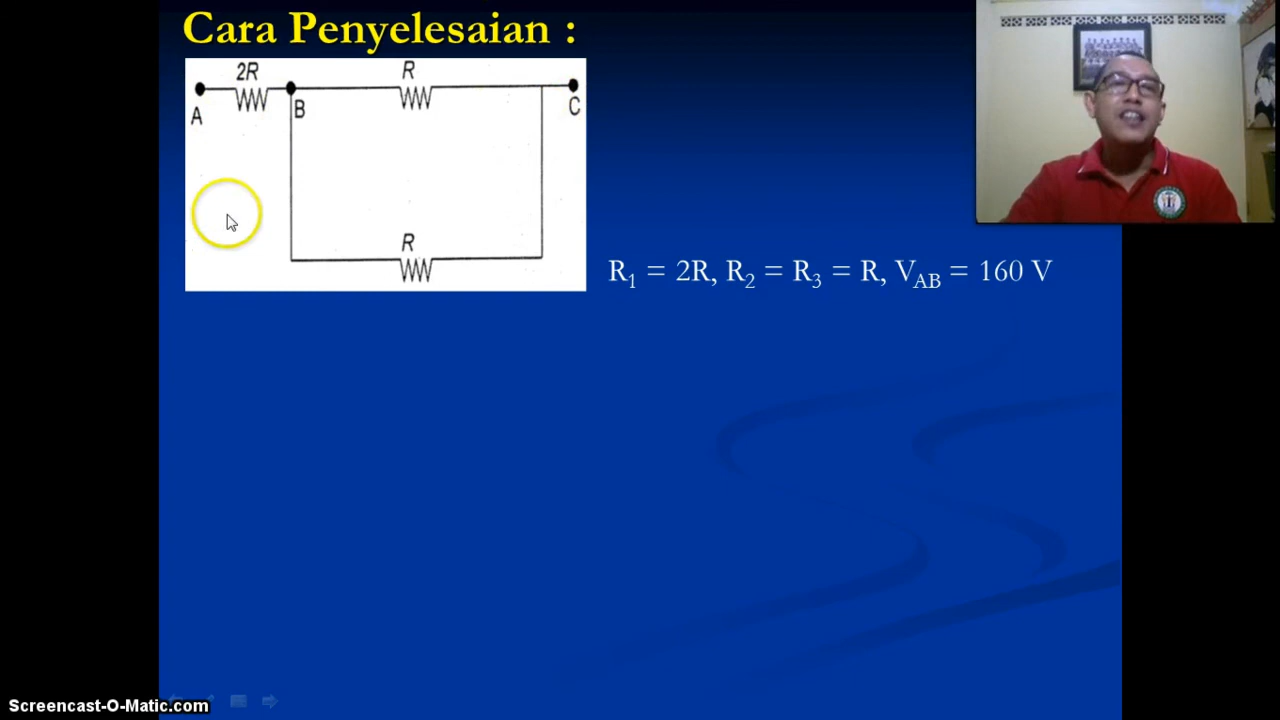 Cara Penyelesaian :
2R
R
A
B
C
R
R₁ = 2R, R₂ = R₃ = R, V_AB = 160 V
Screencast-O-Matic.com